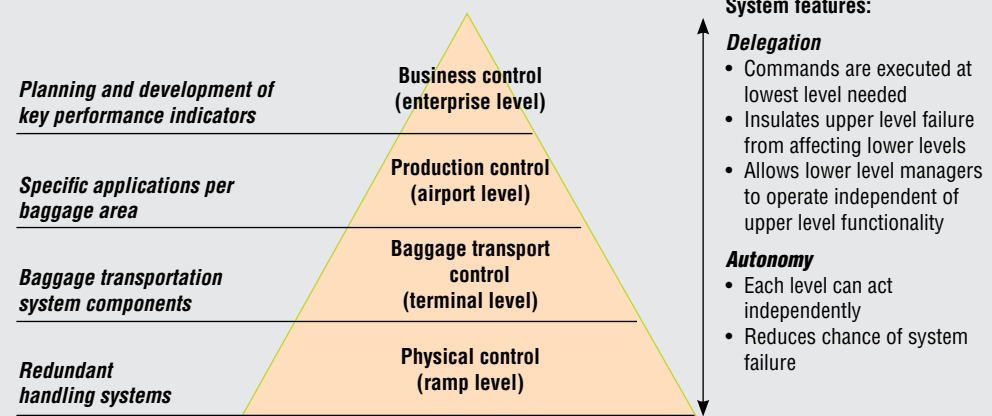 Planning and development of
key performance indicators
Business control
(enterprise level)
Specific applications per
baggage area
Production control
(airport level)
Baggage transportation
system components
Baggage transport
control
(terminal level)
Redundant
handling systems
Physical control
(ramp level)
System features:
Delegation
• Commands are executed at
lowest level needed
• Insulates upper level failure
from affecting lower levels
• Allows lower level managers
to operate independent of
upper level functionality
Autonomy
• Each level can act
independently
• Reduces chance of system
failure